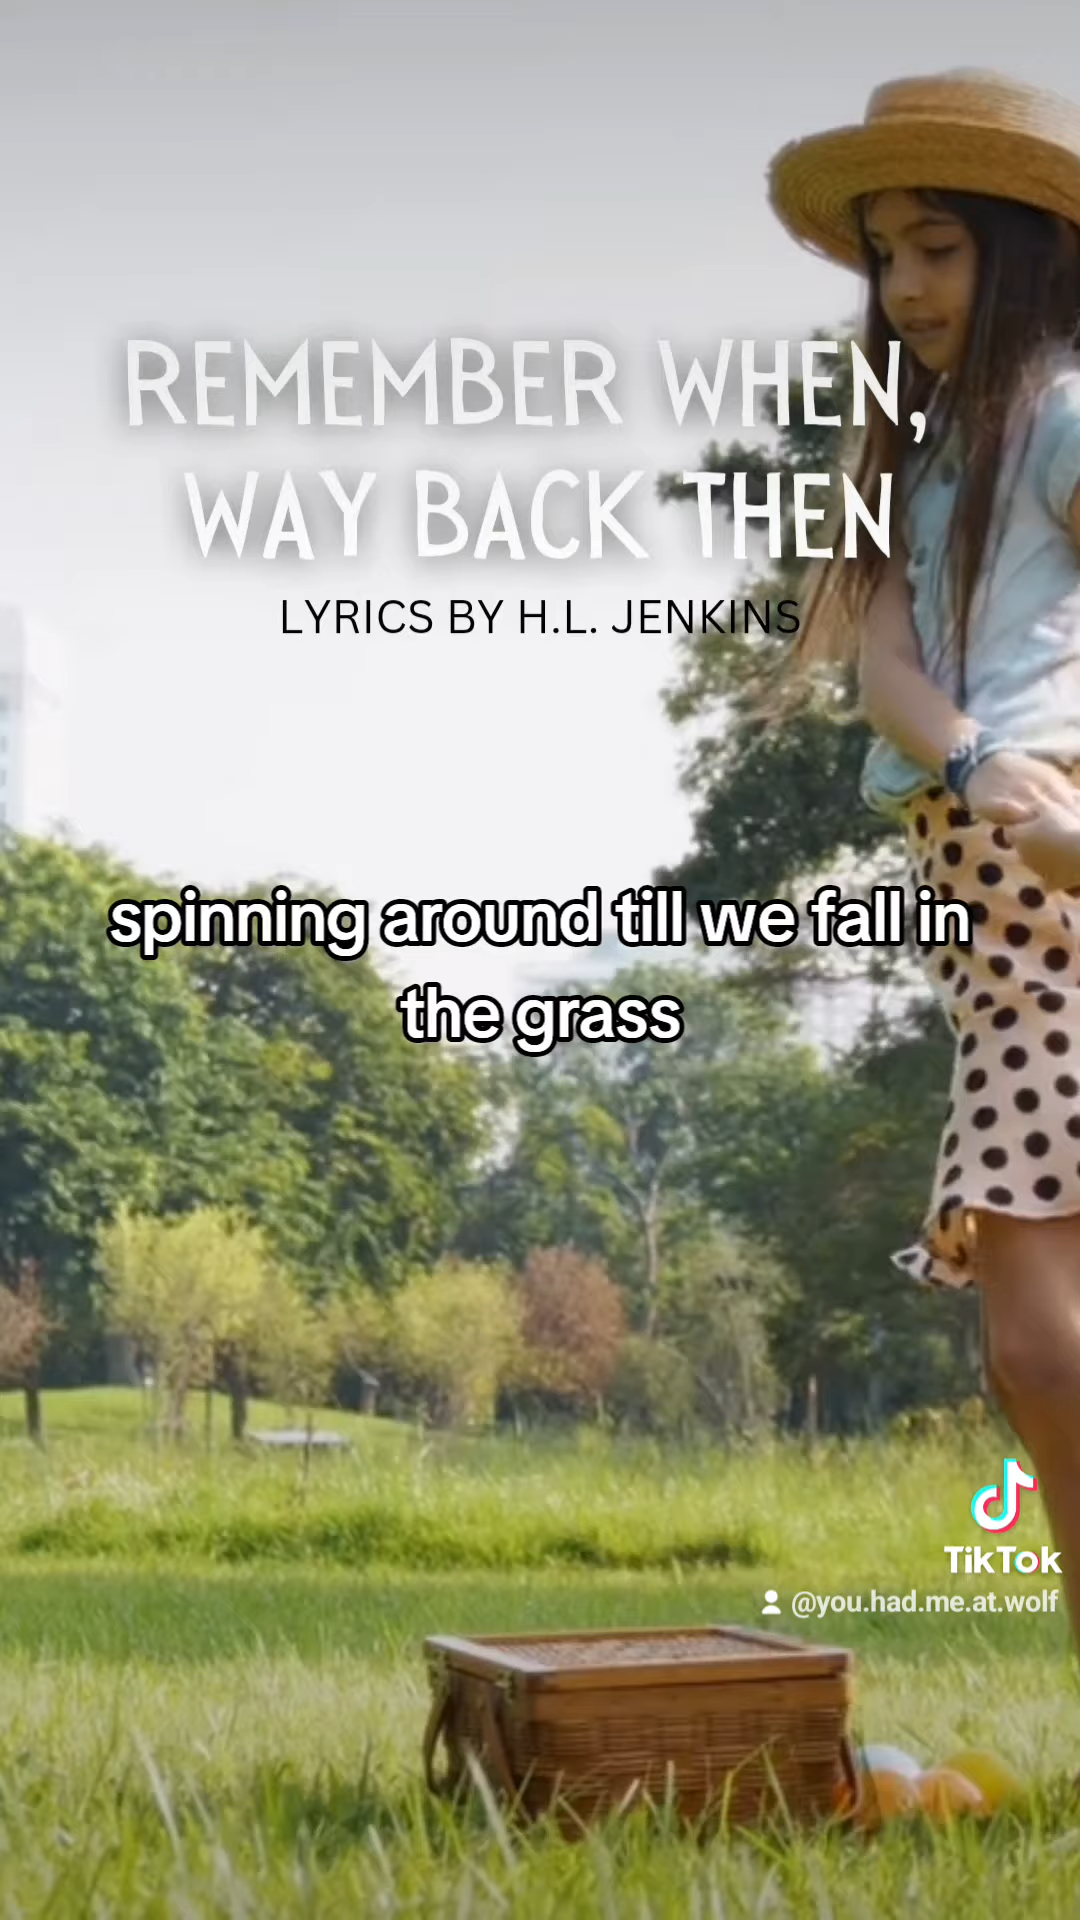 REMEMBER WHEN,
WAY BACK THEN
LYRICS BY H.L. JENKINS
spinning around till we fall in
the grass
TikTok
@you.had.me.at.wolf